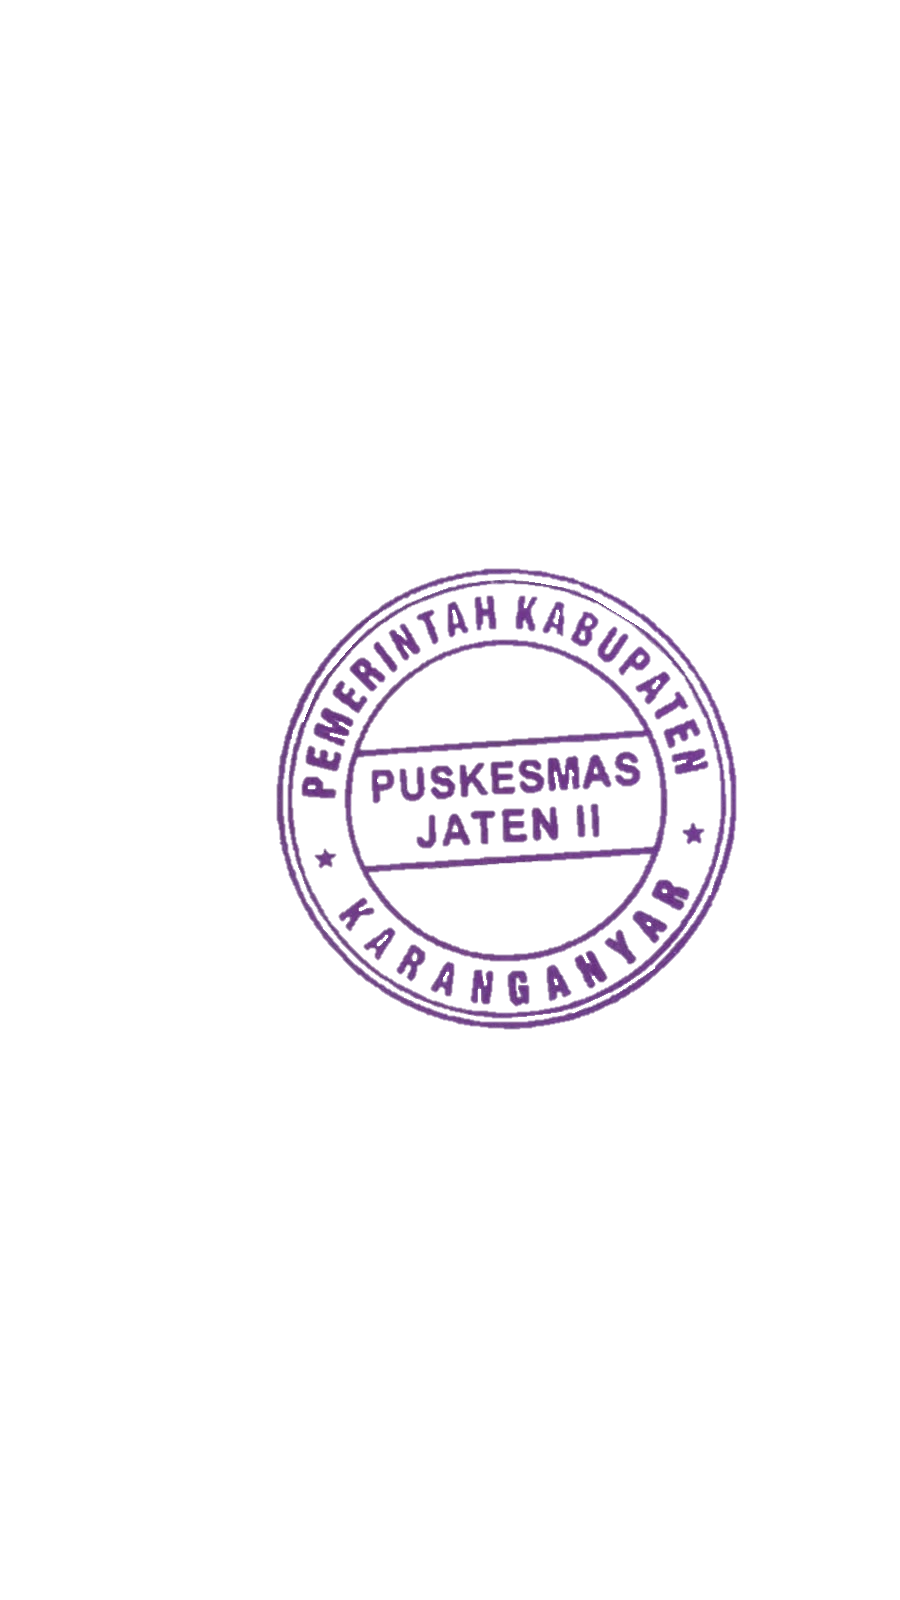 PEMERINTAH KABUPATEN
PUSKESMAS
JATEN II
KARANGANYAR